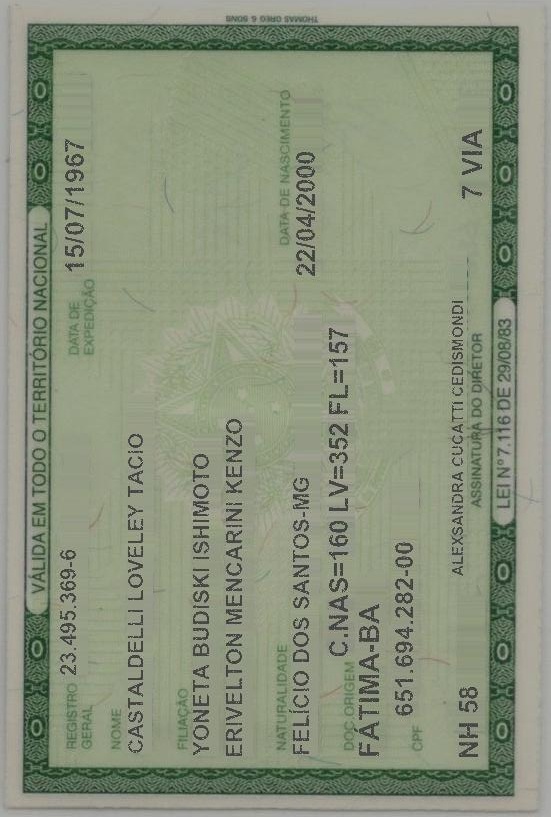 VÁLIDA EM TODO O TERRITÓRIO NACIONAL
REGISTRO GERAL 23.495.369-6 DATA DE EXPEDIÇÃO 15/07/1967
NOME
CASTALDELLI LOVELEY TACIO
FILIAÇÃO
YONETA BUDISKI ISHIMOTO
ERIVELTON MENCARINI KENZO
NATURALIDADE DATA DE NASCIMENTO
FELÍCIO DOS SANTOS-MG 22/04/2000
DOC. ORIGEM C.NAS=160 LV=352 FL=157
FÁTIMA-BA
CPF 651.694.282-00
ALEXSANDRA CUCATTI CEDISMONDI
NH 58 7 VIA
ASSINATURA DO DIRETOR
LEI Nº 7.116 DE 29/08/83
THOMAS GREG & SONS